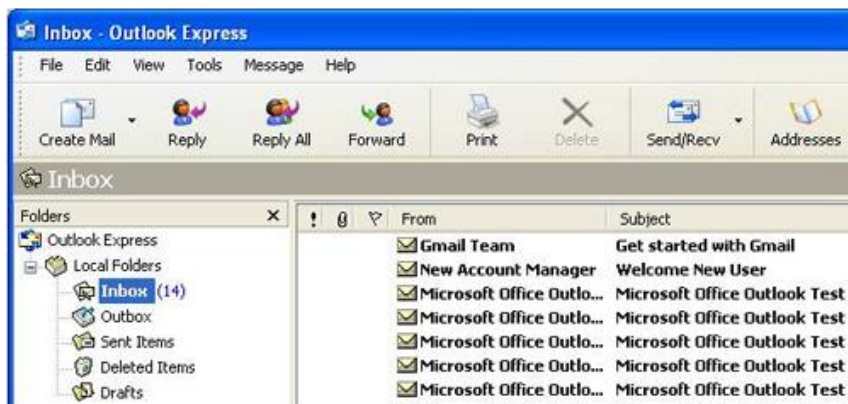 Inbox - Outlook Express
File Edit View Tools Message Help
Create Mail Reply Reply All Forward Print Delete Send/Recv Addresses
Inbox
Folders
Outlook Express
Local Folders
Inbox (14)
Outbox
Sent Items
Deleted Items
Drafts
From Subject
Gmail Team Get started with Gmail
New Account Manager Welcome New User
Microsoft Office Outlo... Microsoft Office Outlook Test
Microsoft Office Outlo... Microsoft Office Outlook Test
Microsoft Office Outlo... Microsoft Office Outlook Test
Microsoft Office Outlo... Microsoft Office Outlook Test
Microsoft Office Outlo... Microsoft Office Outlook Test